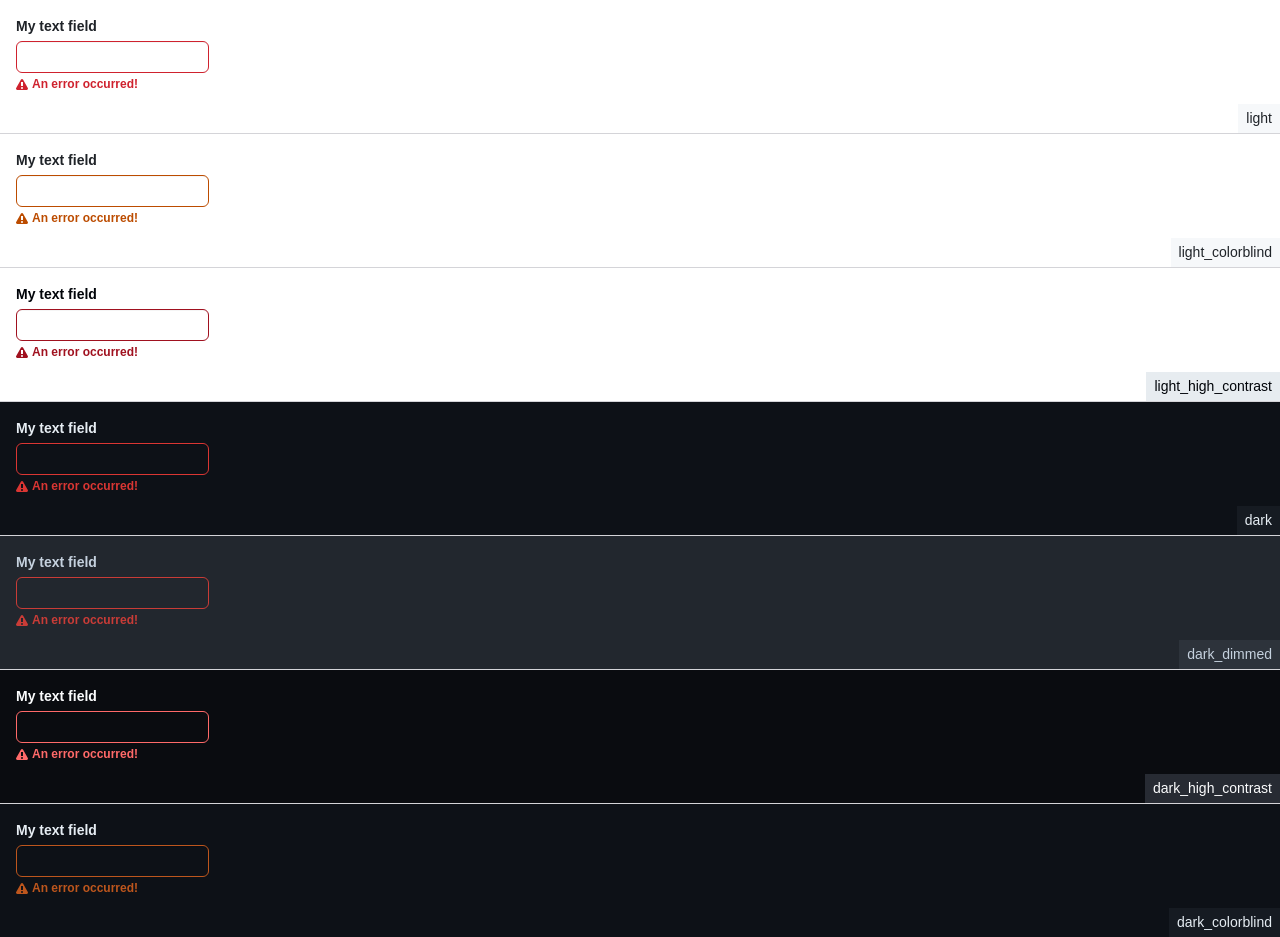 My text field
An error occurred!
light
My text field
An error occurred!
light_colorblind
My text field
An error occurred!
light_high_contrast
My text field
An error occurred!
dark
My text field
An error occurred!
dark_dimmed
My text field
An error occurred!
dark_high_contrast
My text field
An error occurred!
dark_colorblind